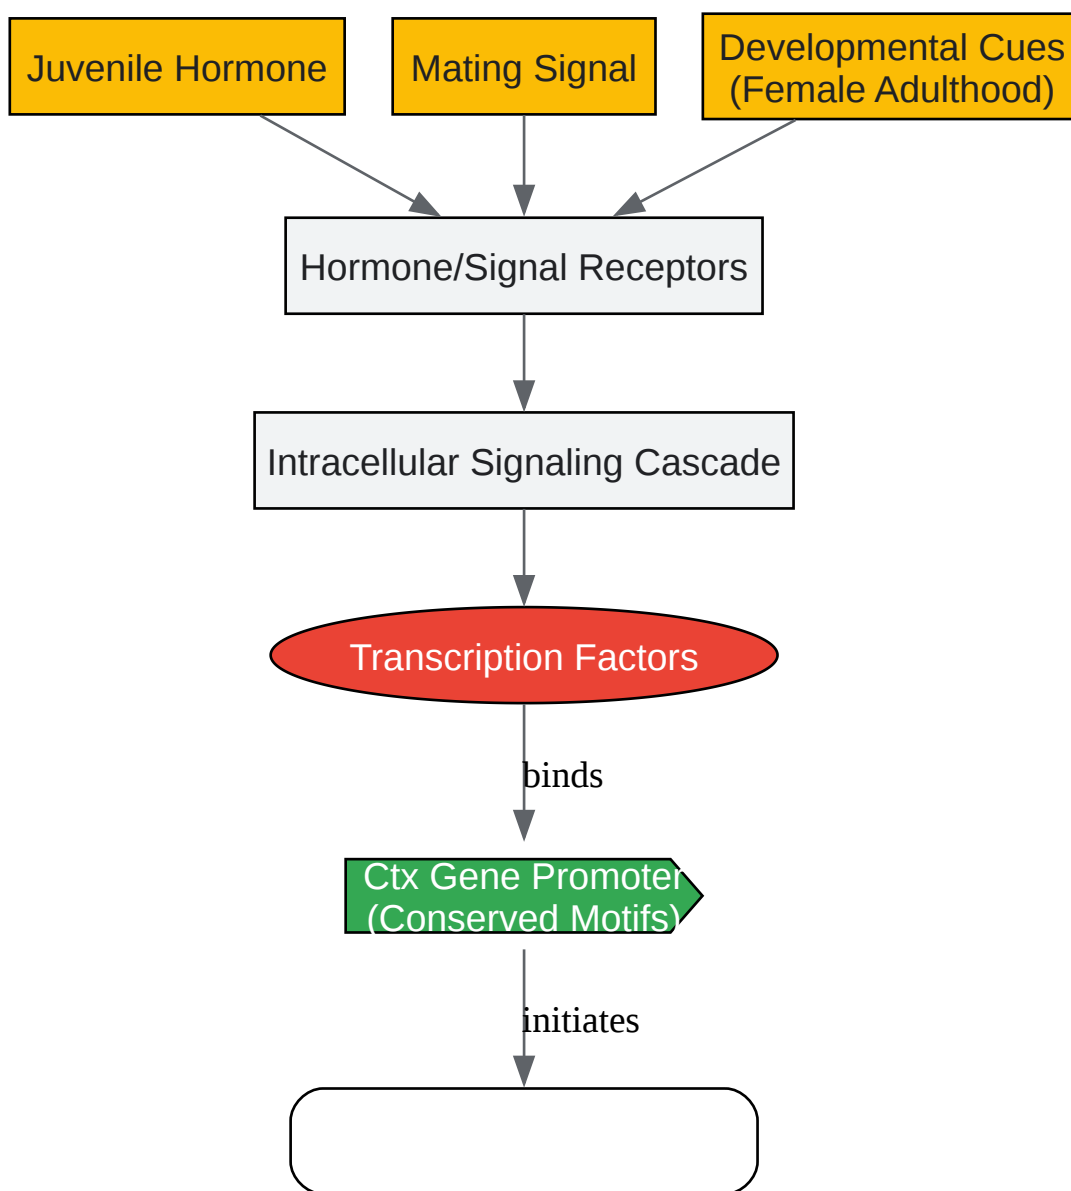 Juvenile Hormone
Mating Signal
Developmental Cues
(Female Adulthood)
Hormone/Signal Receptors
Intracellular Signaling Cascade
Transcription Factors
binds
Ctx Gene Promoter
(Conserved Motifs)
initiates